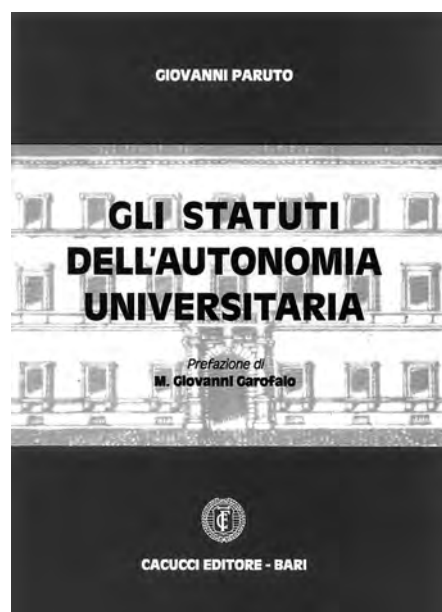 GIOVANNI PARUTO
GLI STATUTI
DELL'AUTONOMIA
UNIVERSITARIA
Prefazione di
M. Giovanni Garofalo
CACUCCI EDITORE - BARI